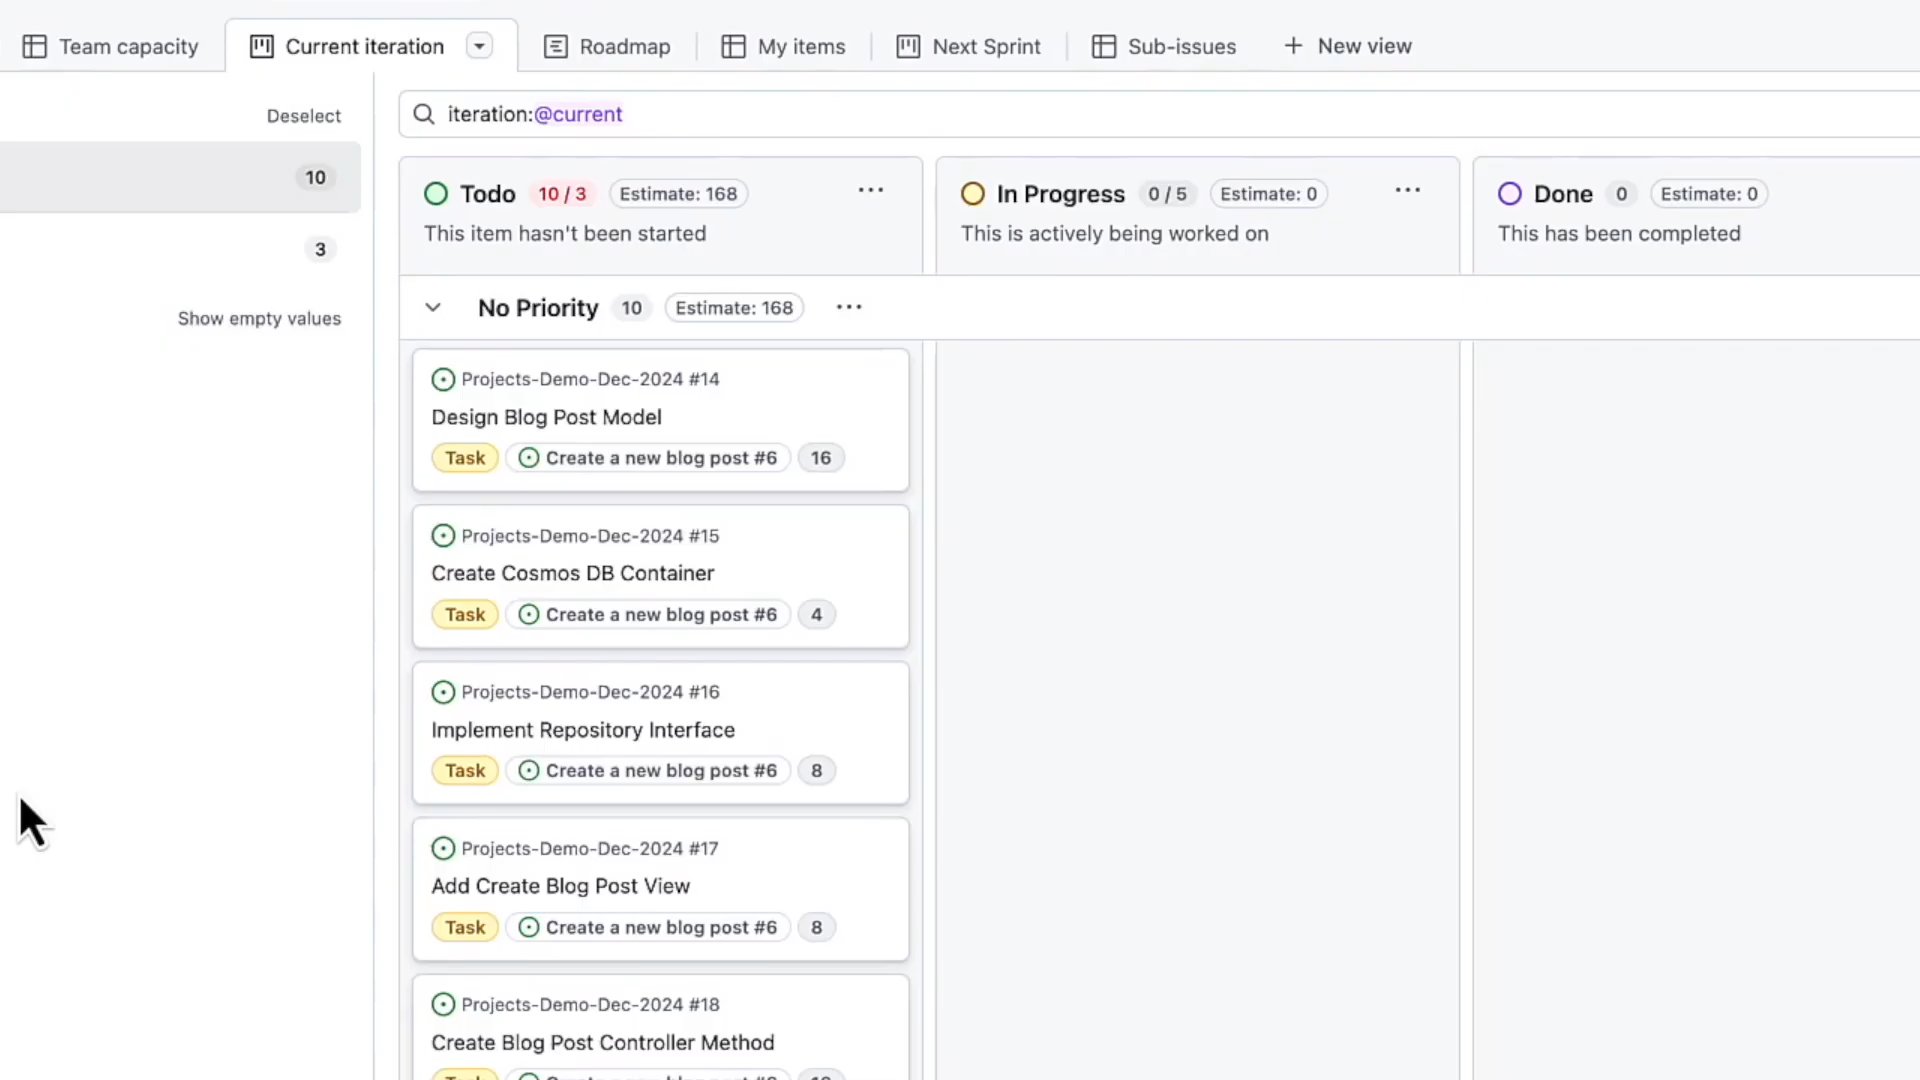 Team capacity
Current iteration
Roadmap
My items
Next Sprint
Sub-issues
+ New view
Deselect
10
3
Show empty values
iteration:@current
Todo 10 / 3 Estimate: 168 ...
This item hasn't been started
In Progress 0 / 5 Estimate: 0 ...
This is actively being worked on
Done 0 Estimate: 0
This has been completed
No Priority 10 Estimate: 168 ...
Projects-Demo-Dec-2024 #14
Design Blog Post Model
Task Create a new blog post #6 16
Projects-Demo-Dec-2024 #15
Create Cosmos DB Container
Task Create a new blog post #6 4
Projects-Demo-Dec-2024 #16
Implement Repository Interface
Task Create a new blog post #6 8
Projects-Demo-Dec-2024 #17
Add Create Blog Post View
Task Create a new blog post #6 8
Projects-Demo-Dec-2024 #18
Create Blog Post Controller Method